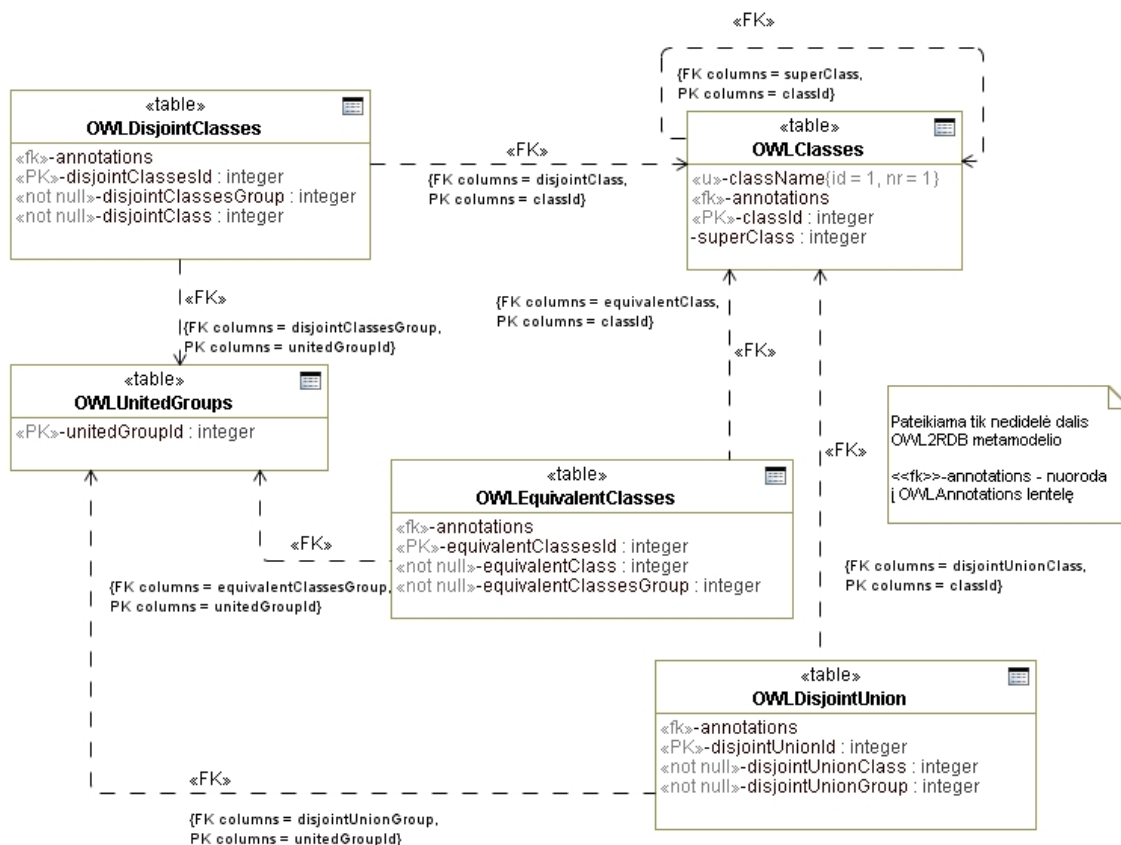 «FK»
{FK columns = superClass,
PK columns = classId}
«table»
OWLDisjointClasses
«fk»-annotations
«PK»-disjointClassesId : integer
«not null»-disjointClassesGroup : integer
«not null»-disjointClass : integer
«FK»
{FK columns = disjointClass,
PK columns = classId}
«table»
OWLClasses
«u»-className{id = 1, nr = 1}
«fk»-annotations
«PK»-classId : integer
-superClass : integer
«FK»
{FK columns = disjointClassesGroup,
PK columns = unitedGroupId}
{FK columns = equivalentClass,
PK columns = classId}
«FK»
«table»
OWLUnitedGroups
«PK»-unitedGroupId : integer
Pateikiama tik nedidelė dalis
OWL2RDB metamodelio
<<fk>>-annotations - nuoroda
į OWLAnnotations lentelę
«FK»
«table»
OWLEquivalentClasses
«fk»-annotations
«PK»-equivalentClassesId : integer
«not null»-equivalentClass : integer
«not null»-equivalentClassesGroup : integer
«FK»
{FK columns = equivalentClassesGroup,
PK columns = unitedGroupId}
{FK columns = disjointUnionClass,
PK columns = classId}
«table»
OWLDisjointUnion
«fk»-annotations
«PK»-disjointUnionId : integer
«not null»-disjointUnionClass : integer
«not null»-disjointUnionGroup : integer
«FK»
{FK columns = disjointUnionGroup,
PK columns = unitedGroupId}